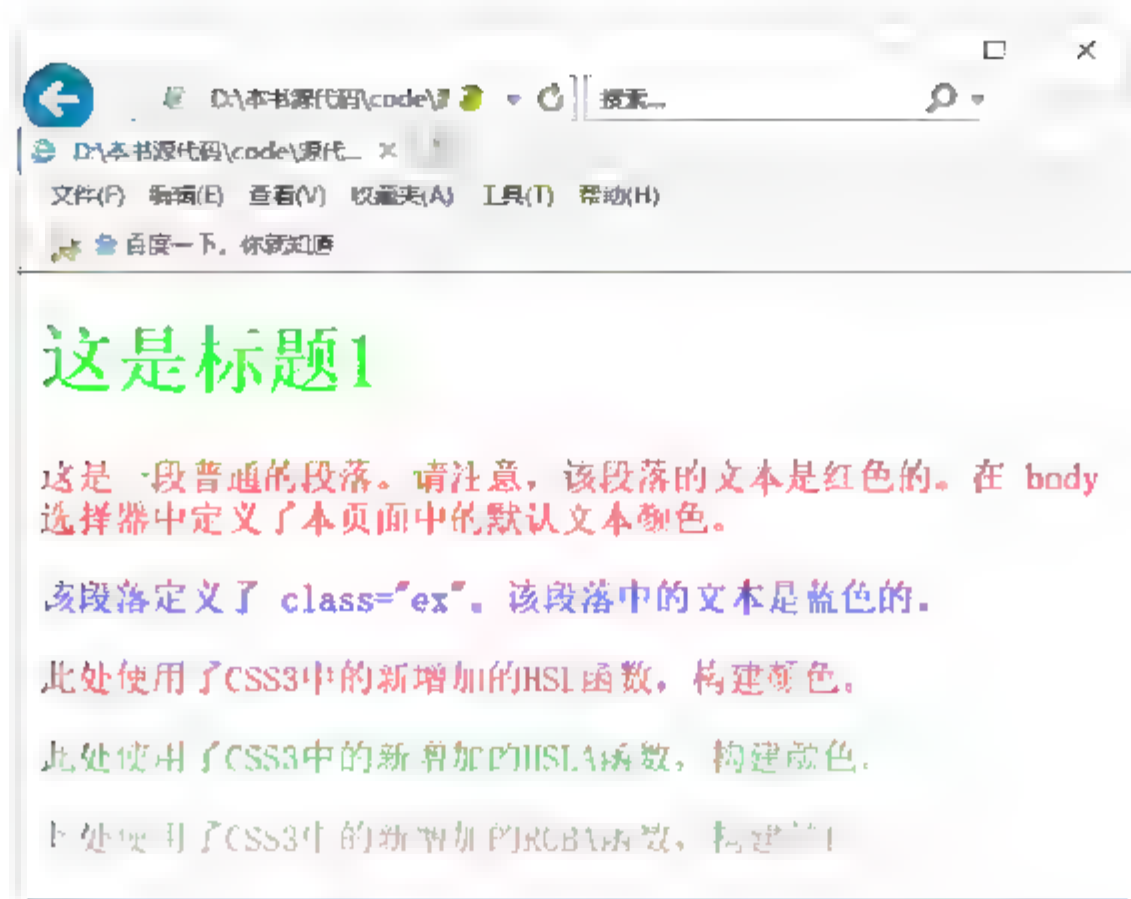 D:\本书源代码\code\ 搜索...
D:\本书源代码\code\源代... ×
文件(F) 编辑(E) 查看(V) 收藏夹(A) 工具(T) 帮助(H)
百度一下，你就知道
这是标题1
这是一段普通的段落。请注意，该段落的文本是红色的。在 body
选择器中定义了本页面中的默认文本颜色。
该段落定义了 class="ex"。该段落中的文本是蓝色的。
此处使用了CSS3中的新增加的HSL函数，构建颜色。
此处使用了CSS3中的新增加的HSLA函数，构建颜色。
此处使用了CSS3中的新增加的RGBA函数，构建